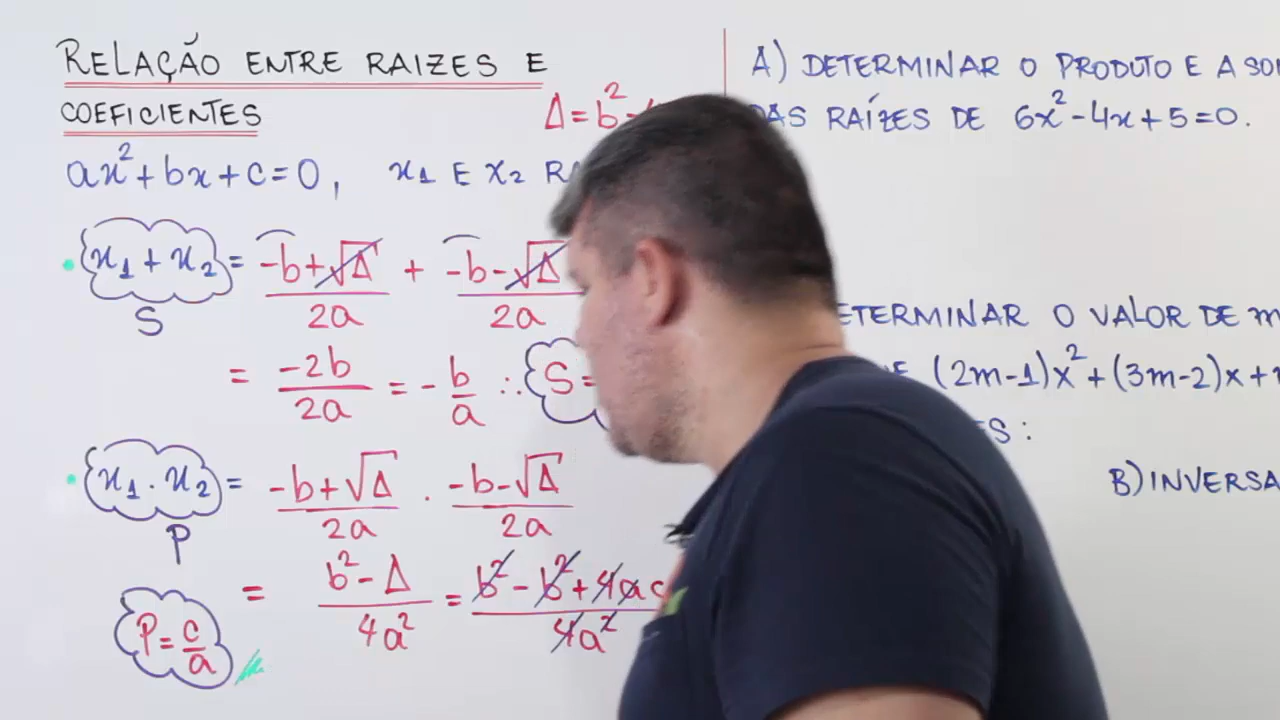 RELAÇÃO ENTRE RAIZES E
COEFICIENTES
Δ=b²-
ax²+bx+c=0, x1 E x2
• x1 + x2 = -b+√Δ/2a + -b-√Δ/2a
S
= -2b/2a = -b/a ∴ S=
• x1 . x2 = -b+√Δ/2a . -b-√Δ/2a
P
= b²-Δ/4a² = b²-b²+4ac/4a²
P=c/a
A) DETERMINAR O PRODUTO E A
DAS RAÍZES DE 6x²-4x+5=0.
ETERMINAR O VALOR DE m
(2m-1)x²+(3m-2)x+
S:
B) INVERSA